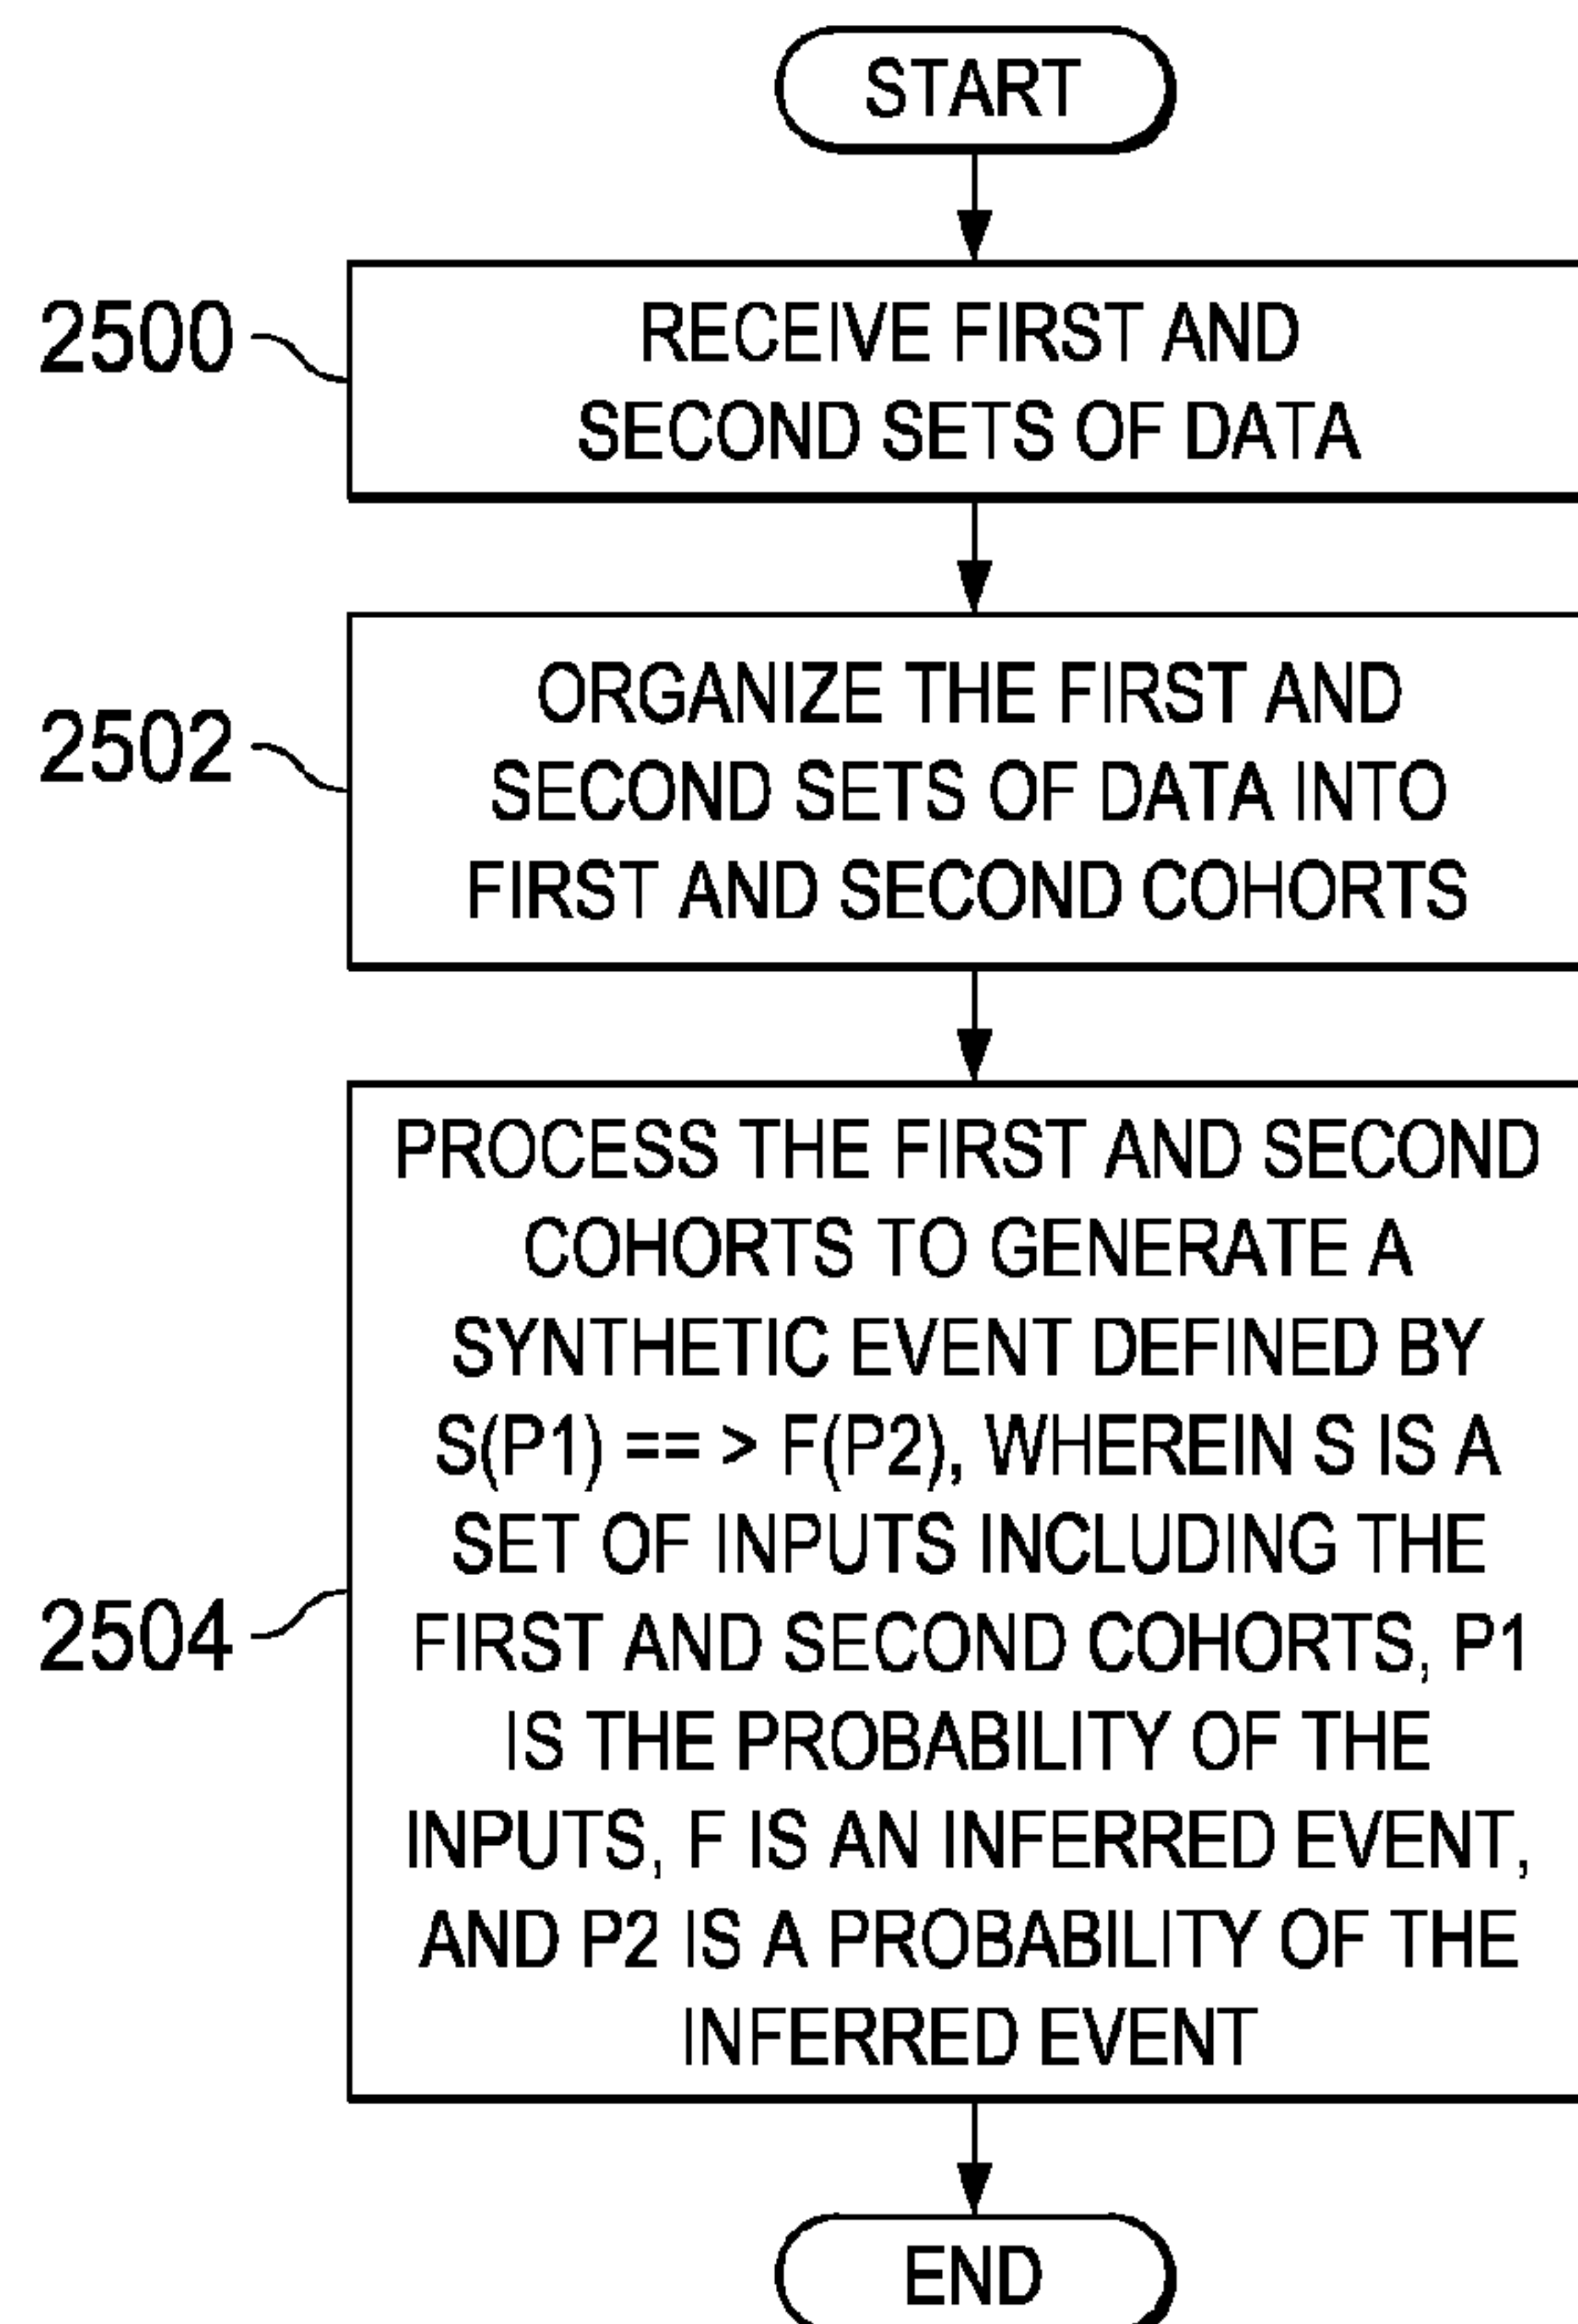 START
2500
RECEIVE FIRST AND
SECOND SETS OF DATA
2502
ORGANIZE THE FIRST AND
SECOND SETS OF DATA INTO
FIRST AND SECOND COHORTS
2504
PROCESS THE FIRST AND SECOND
COHORTS TO GENERATE A
SYNTHETIC EVENT DEFINED BY
S(P1) == > F(P2), WHEREIN S IS A
SET OF INPUTS INCLUDING THE
FIRST AND SECOND COHORTS, P1
IS THE PROBABILITY OF THE
INPUTS, F IS AN INFERRED EVENT,
AND P2 IS A PROBABILITY OF THE
INFERRED EVENT
END